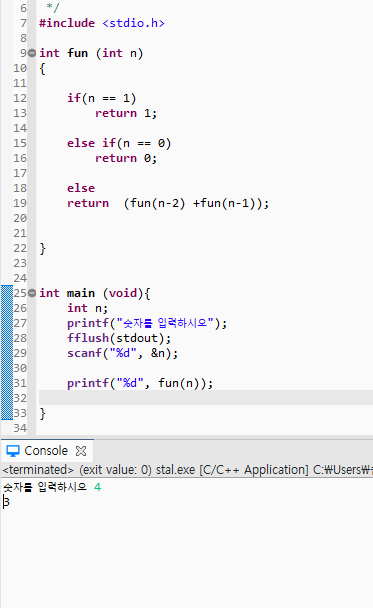 6 */
7 #include <stdio.h>
8
9 int fun (int n)
10 {
11
12 if(n == 1)
13 return 1;
14
15 else if(n == 0)
16 return 0;
17
18 else
19 return (fun(n-2) +fun(n-1));
20
21
22 }
23
24
25 int main (void){
26 int n;
27 printf("숫자를 입력하시오");
28 fflush(stdout);
29 scanf("%d", &n);
30
31 printf("%d", fun(n));
32
33 }
34
Console
<terminated> (exit value: 0) stal.exe [C/C++ Application] C:₩Users₩
숫자를 입력하시오 4
3